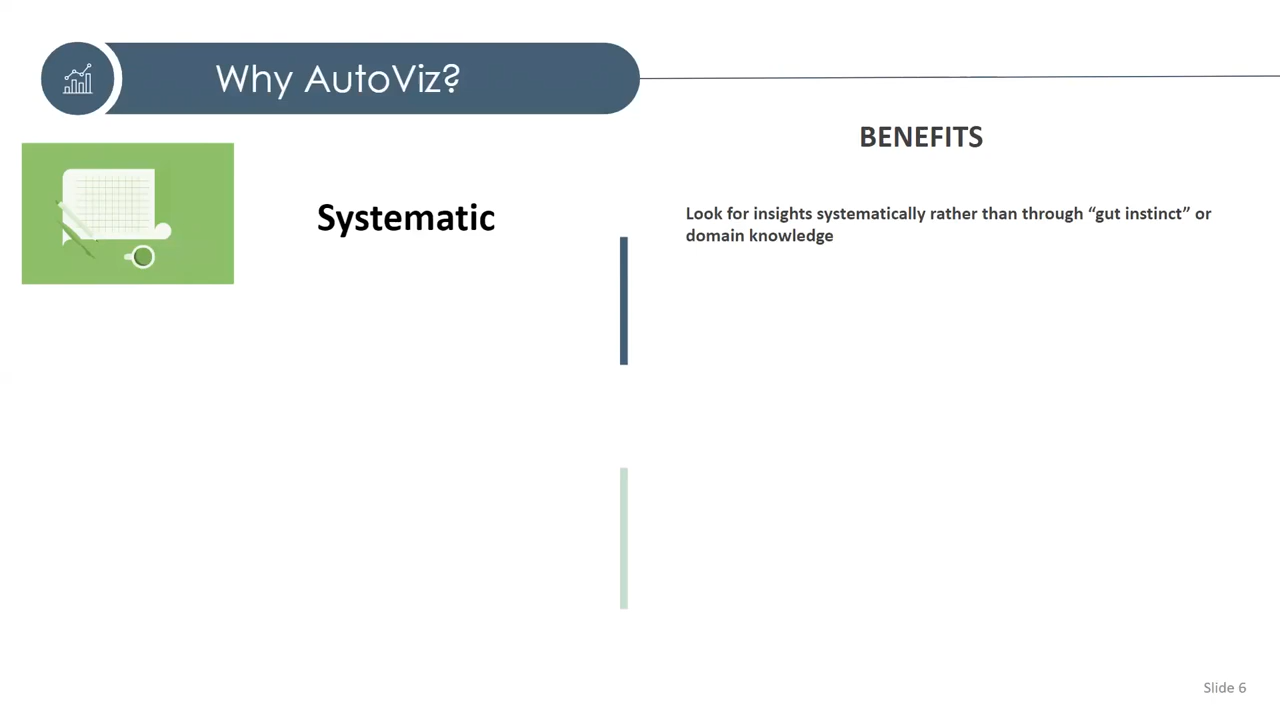 Why AutoViz?
BENEFITS
Systematic
Look for insights systematically rather than through “gut instinct” or
domain knowledge
Slide 6